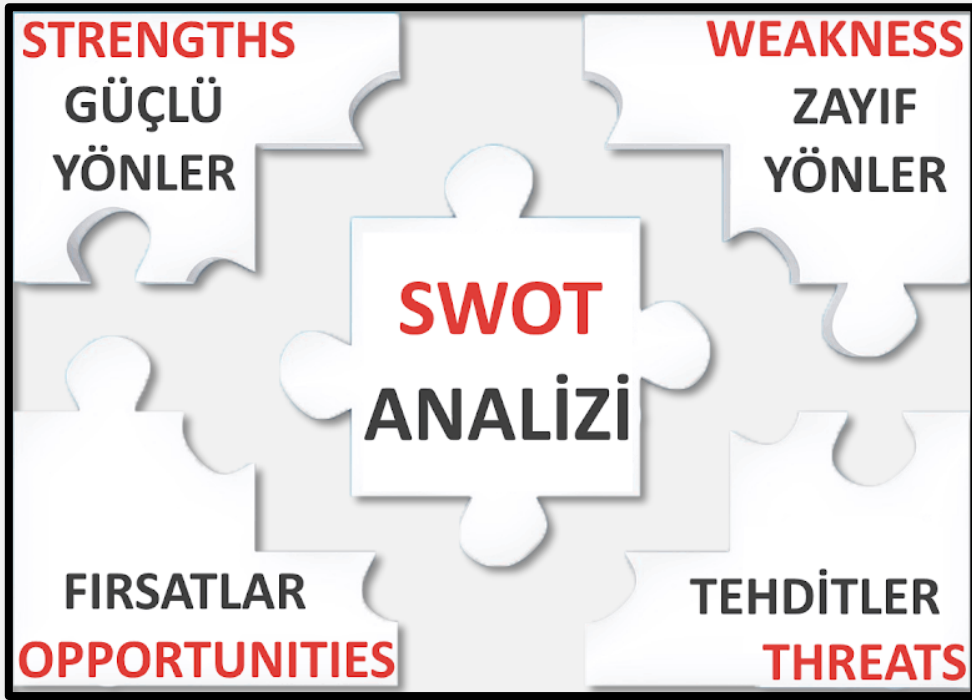 STRENGTHS
GÜÇLÜ
YÖNLER
WEAKNESS
ZAYIF
YÖNLER
SWOT
ANALİZİ
FIRSATLAR
OPPORTUNITIES
TEHDİTLER
THREATS